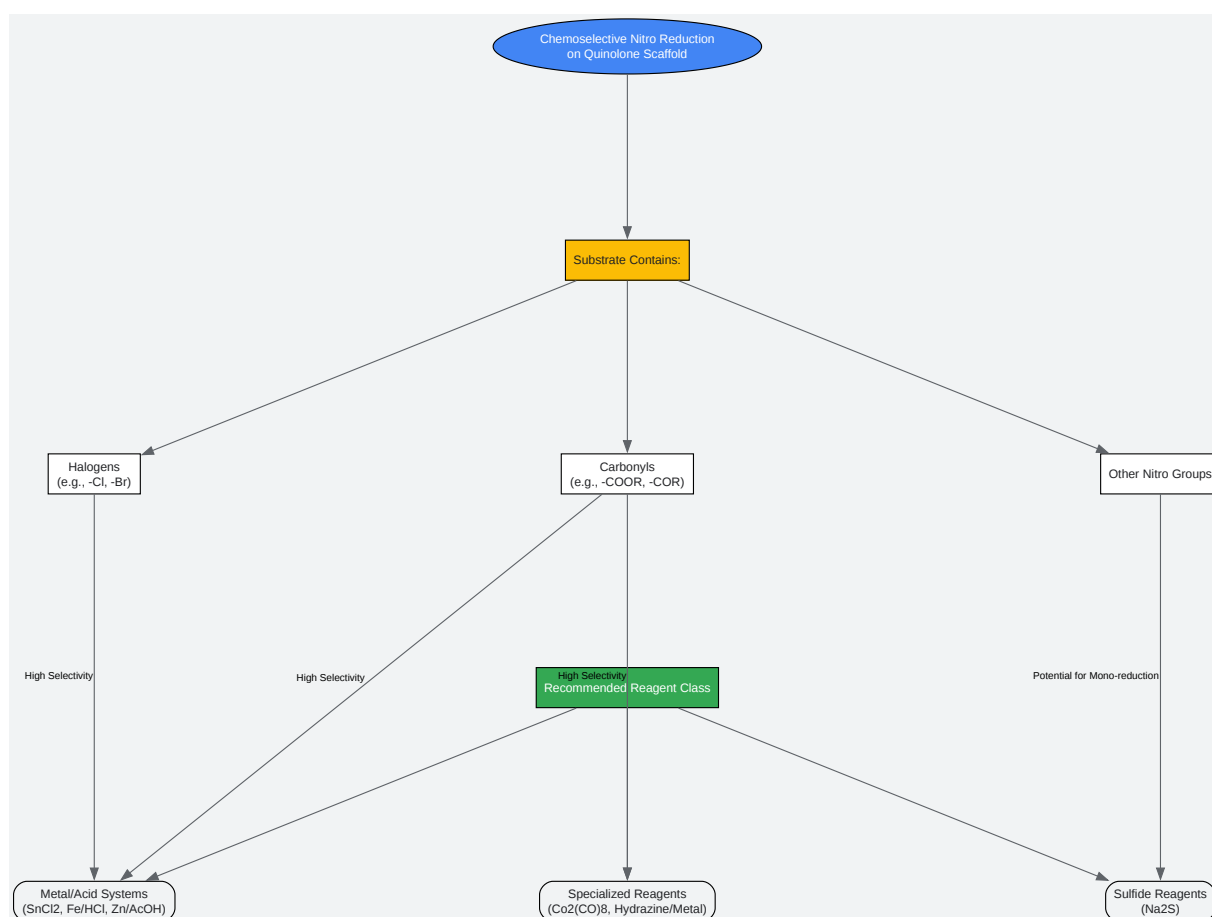 Chemoselective Nitro Reduction
on Quinolone Scaffold
Substrate Contains:
Halogens
(e.g., -Cl, -Br)
Carbonyls
(e.g., -COOR, -COR)
Other Nitro Groups
High Selectivity
High Selectivity
High Selectivity
Recommended Reagent Class
Potential for Mono-reduction
Metal/Acid Systems
(SnCl2, Fe/HCl, Zn/AcOH)
Specialized Reagents
(Co2(CO)8, Hydrazine/Metal)
Sulfide Reagents
(Na2S)